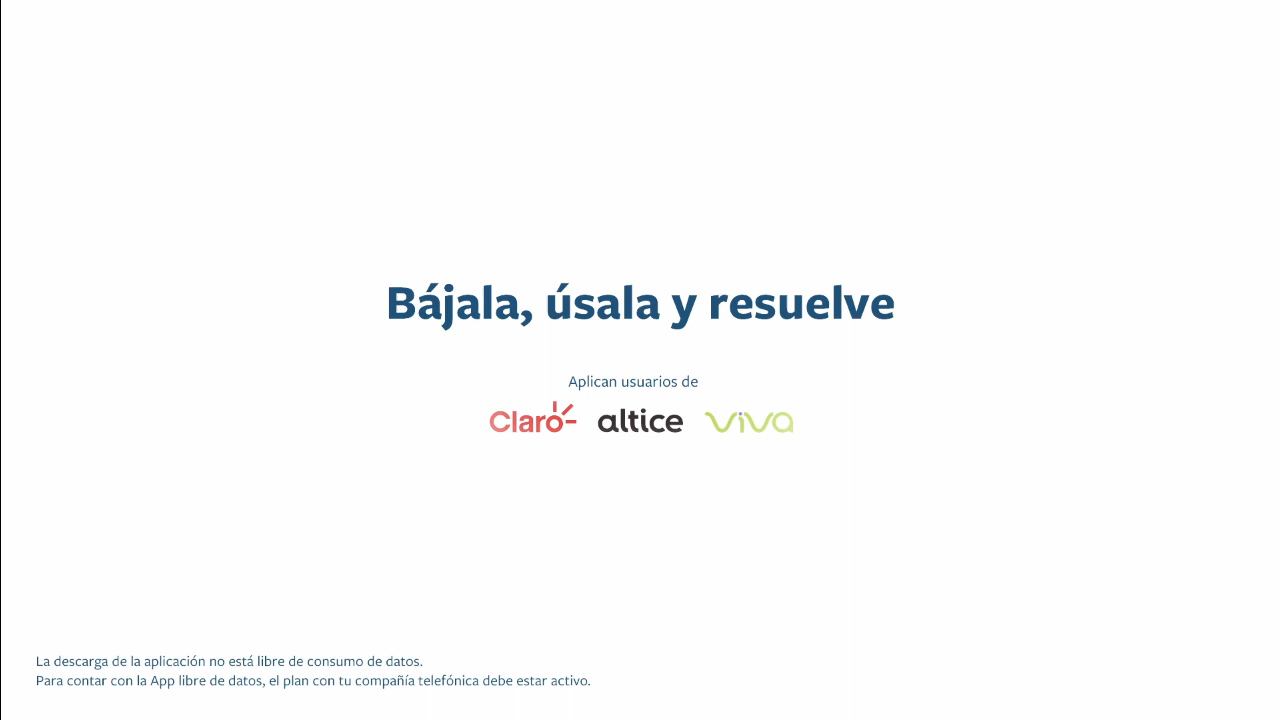 Bájala, úsala y resuelve
Aplican usuarios de
Claro altice viva
La descarga de la aplicación no está libre de consumo de datos.
Para contar con la App libre de datos, el plan con tu compañía telefónica debe estar activo.